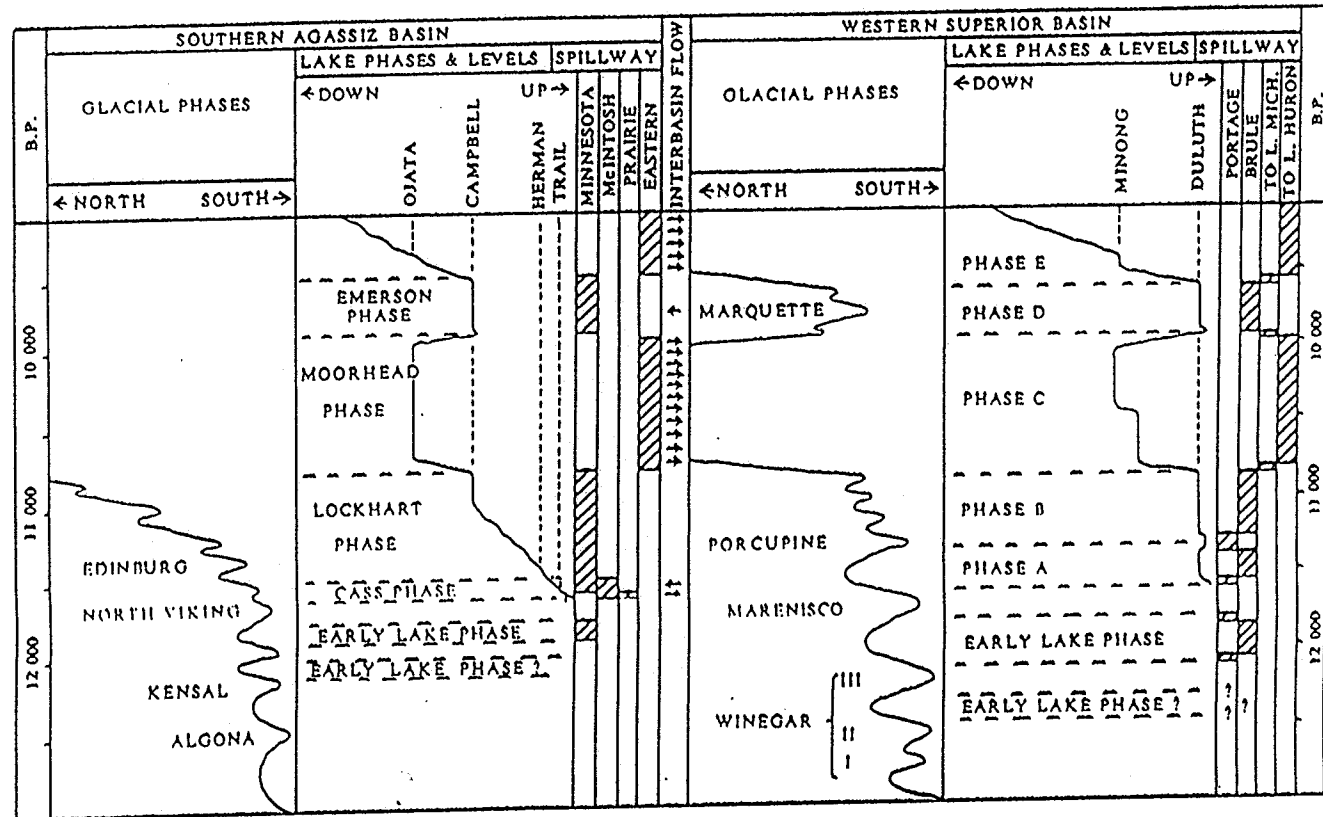 SOUTHERN AGASSIZ BASIN
INTERBASIN FLOW
WESTERN SUPERIOR BASIN
B.P.
GLACIAL PHASES
LAKE PHASES & LEVELS
SPILLWAY
←DOWN UP→
OJATA
CAMPBELL
HERMAN
TRAIL
MINNESOTA
McINTOSH
PRAIRIE
EASTERN
←NORTH SOUTH→
GLACIAL PHASES
LAKE PHASES & LEVELS
SPILLWAY
←DOWN UP→
MINONG
DULUTH
PORTAGE
BRULE
TO L. MICH.
TO L. HURON
B.P.
←NORTH SOUTH→
10 000
11 000
12 000
EDINBURG
NORTH VIKING
KENSAL
ALGONA
EMERSON
PHASE
MOORHEAD
PHASE
LOCKHART
PHASE
CASS PHASE
EARLY LAKE PHASE
EARLY LAKE PHASE ?
MARQUETTE
PORCUPINE
MARENISCO
WINEGAR
III
II
I
PHASE E
PHASE D
PHASE C
PHASE B
PHASE A
EARLY LAKE PHASE
EARLY LAKE PHASE ?
?
?
?
10 000
11 000
12 000